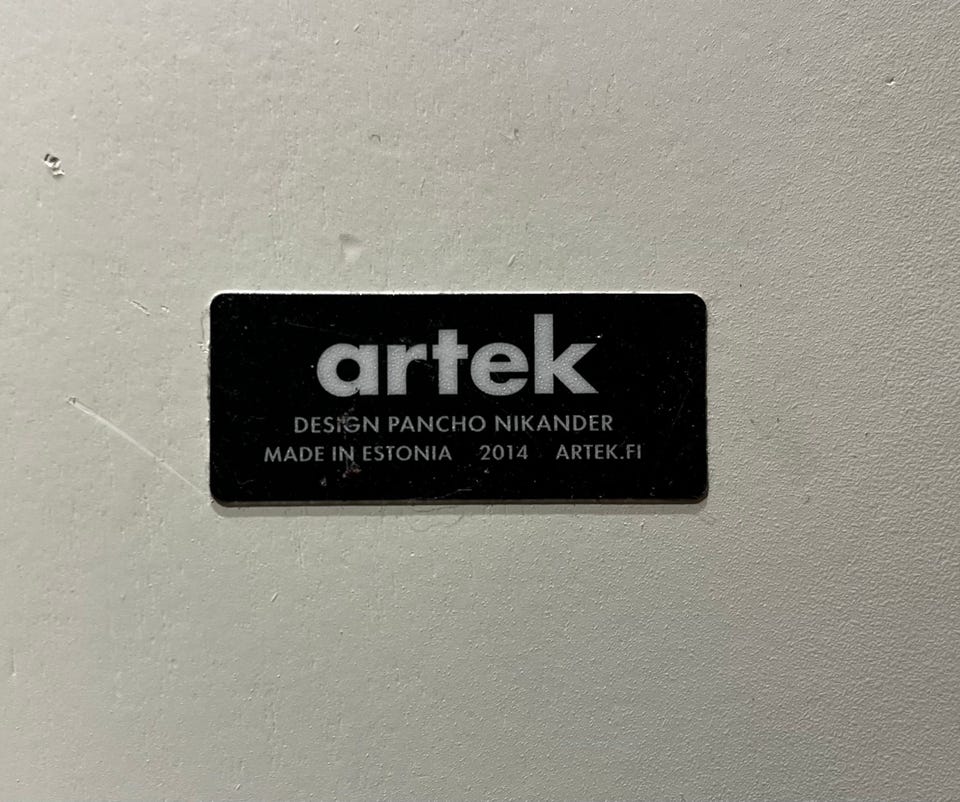 artek
DESIGN PANCHO NIKANDER
MADE IN ESTONIA 2014 ARTEK.FI